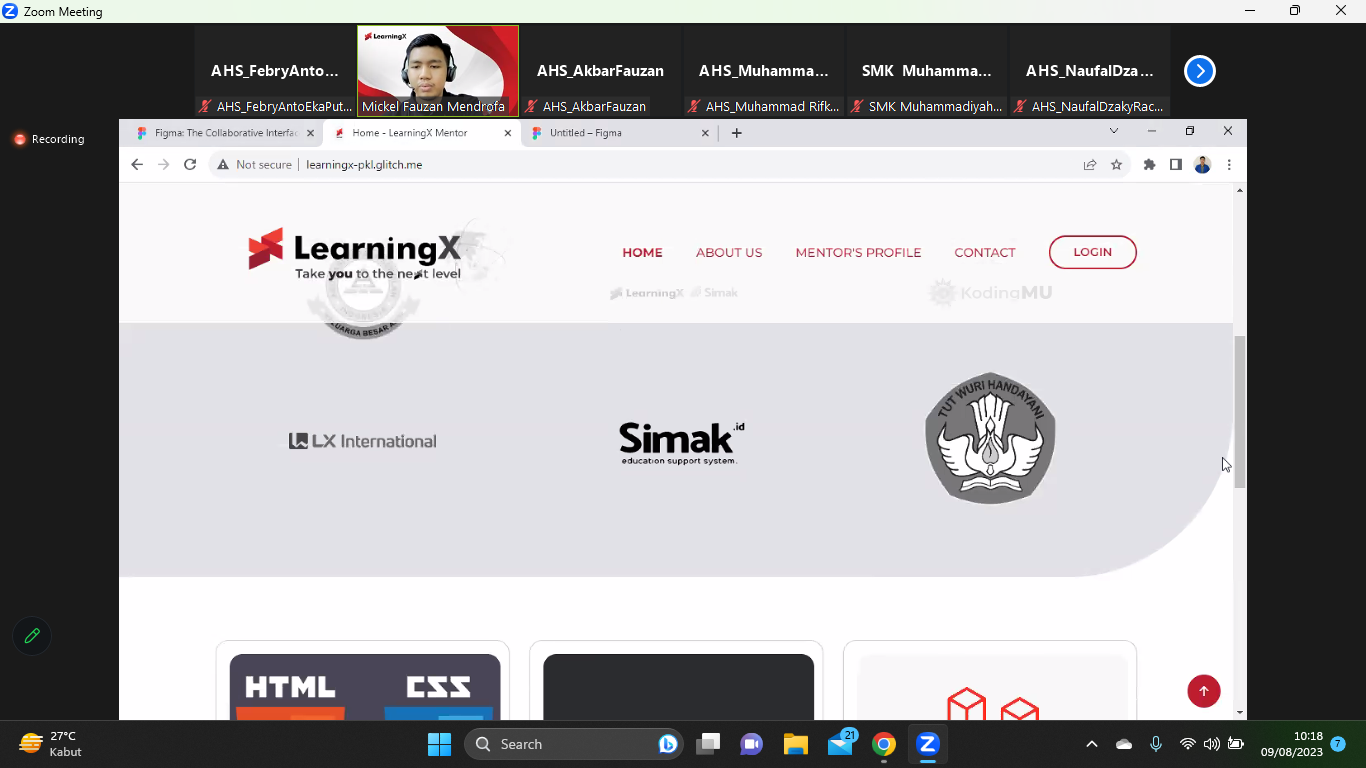 Zoom Meeting
AHS_FebryAnto...
AHS_AkbarFauzan
AHS_Muhamma...
SMK Muhamma...
AHS_NaufalDza...
LearningX
AHS_FebryAntoEkaPut...
Mickel Fauzan Mendrofa
AHS_AkbarFauzan
AHS_Muhammad Rifk...
SMK Muhammadiyah...
AHS_NaufalDzakyRac...
Recording
Figma: The Collaborative Interfac
Home - LearningX Mentor
Untitled – Figma
Not secure
learningx-pkl.glitch.me
LearningX
Take you to the next level
HOME
ABOUT US
MENTOR'S PROFILE
CONTACT
LOGIN
LearningX Simak
KodingMU
KELUARGA BESAR
LX International
Simak.id
education support system.
TUT WURI HANDAYANI
HTML
CSS
27°C
Kabut
Search
21
10:18
09/08/2023
7